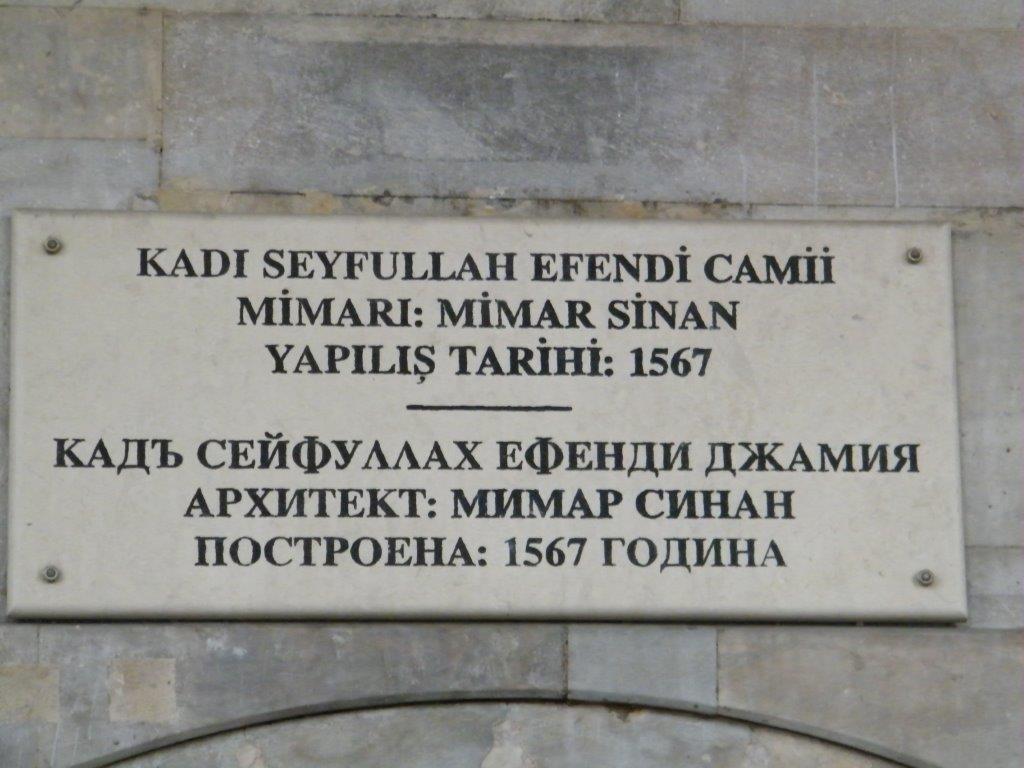 KADI SEYFULLAH EFENDİ CAMİİ
MİMARI: MİMAR SİNAN
YAPILIŞ TARİHİ: 1567
КАДЪ СЕЙФУЛЛАХ ЕФЕНДИ ДЖАМИЯ
АРХИТЕКТ: МИМАР СИНАН
ПОСТРОЕНА: 1567 ГОДИНА